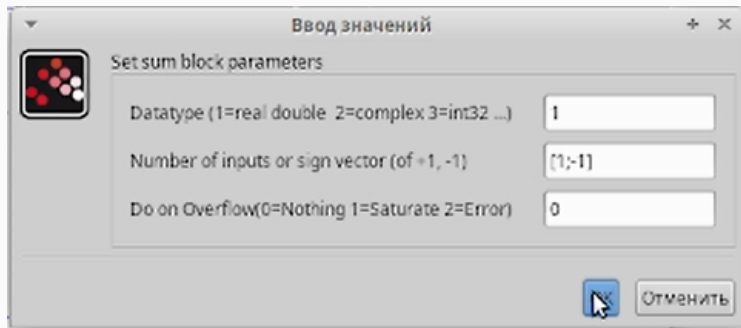 Ввод значений
Set sum block parameters
Datatype (1=real double 2=complex 3=int32 ...) 1
Number of inputs or sign vector (of +1, -1) [1;-1]
Do on Overflow(0=Nothing 1=Saturate 2=Error) 0
Отменить